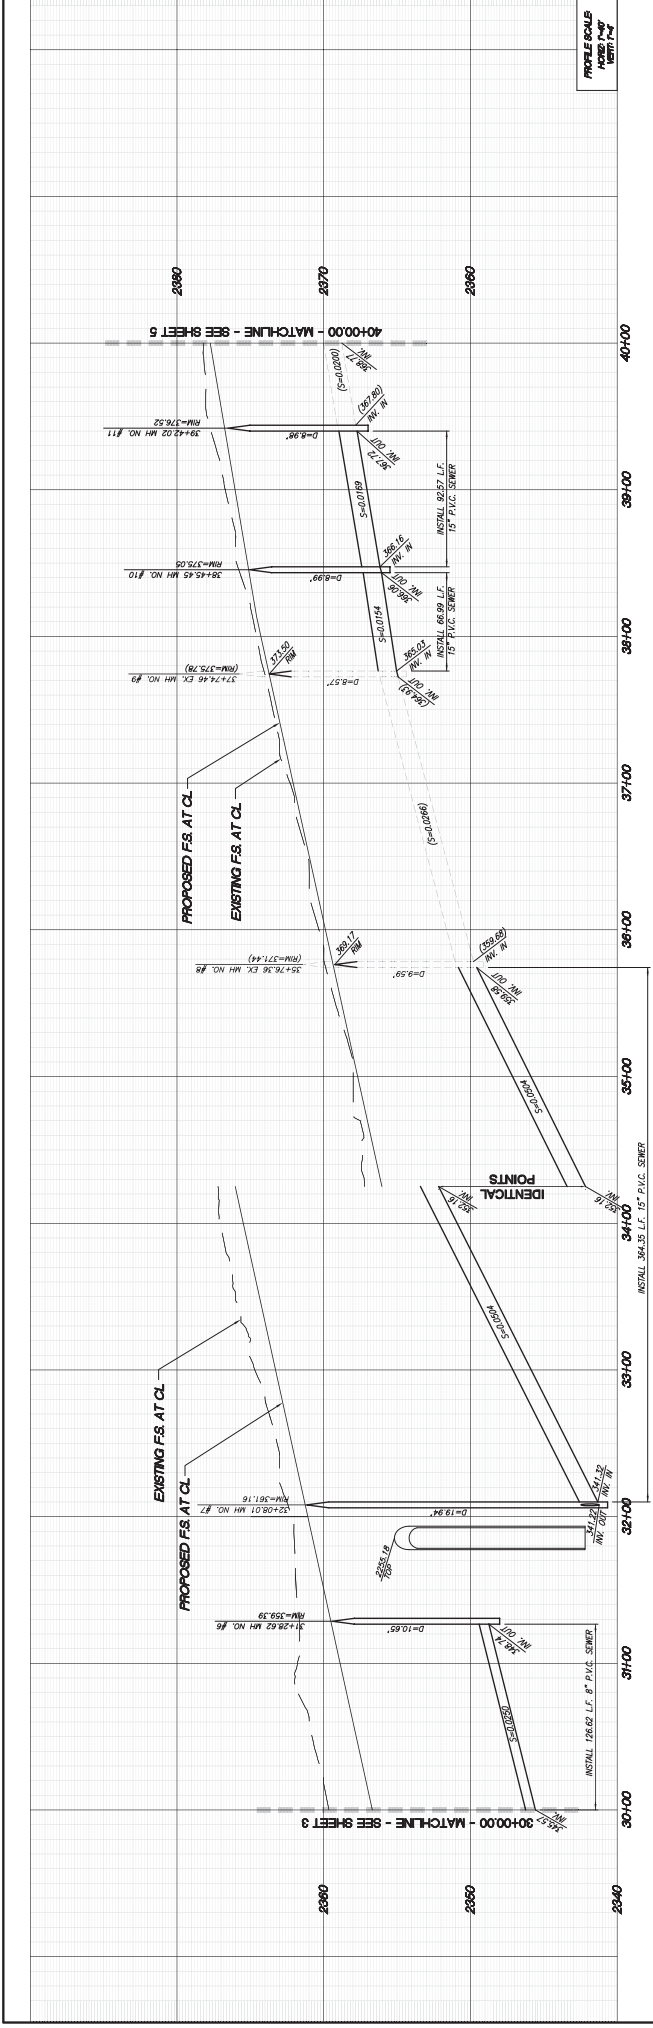 PROFILE SCALE:
HORIZ: 1"=40'
VERT: 1"=4'
2380
2370
2360
40+00.00 - MATCHLINE - SEE SHEET 5
40+00
INV.
368.77
(S=0.0200)
(367.80)
INV. IN
39+42.02 MH NO. #11
RIM=376.52
D=8.98'
INV. OUT
367.72
39+00
S=0.0169
INSTALL 92.57 L.F.
15" P.V.C. SEWER
38+45.45 MH NO. #10
RIM=375.05
D=8.99'
366.16
INV. IN
INV. OUT
366.06
S=0.0154
INSTALL 66.99 L.F.
15" P.V.C. SEWER
38+00
373.50
RIM
37+74.46 EX. MH NO. #9
(RIM=375.78)
D=8.57'
365.03
INV. IN
INV. OUT
(364.93)
PROPOSED F.S. AT CL
EXISTING F.S. AT CL
37+00
(S=0.0266)
36+00
369.17
RIM
35+76.36 EX. MH NO. #8
(RIM=371.44)
D=9.59'
(359.68)
INV. IN
INV. OUT
359.58
35+00
S=0.0504
IDENTICAL
POINTS
INV.
352.16
INV.
352.16
34+00
INSTALL 364.35 L.F. 15" P.V.C. SEWER
S=0.0504
EXISTING F.S. AT CL
PROPOSED F.S. AT CL
33+00
32+08.01 MH NO. #7
RIM=361.16
D=19.94'
341.32
INV. IN
341.22
INV. OUT
32+00
2255.18
TOP
31+28.62 MH NO. #6
RIM=359.39
D=10.65'
INV. OUT
348.74
31+00
S=0.0250
INSTALL 126.62 L.F. 8" P.V.C. SEWER
30+00.00 - MATCHLINE - SEE SHEET 3
INV.
345.57
30+00
2360
2350
2340